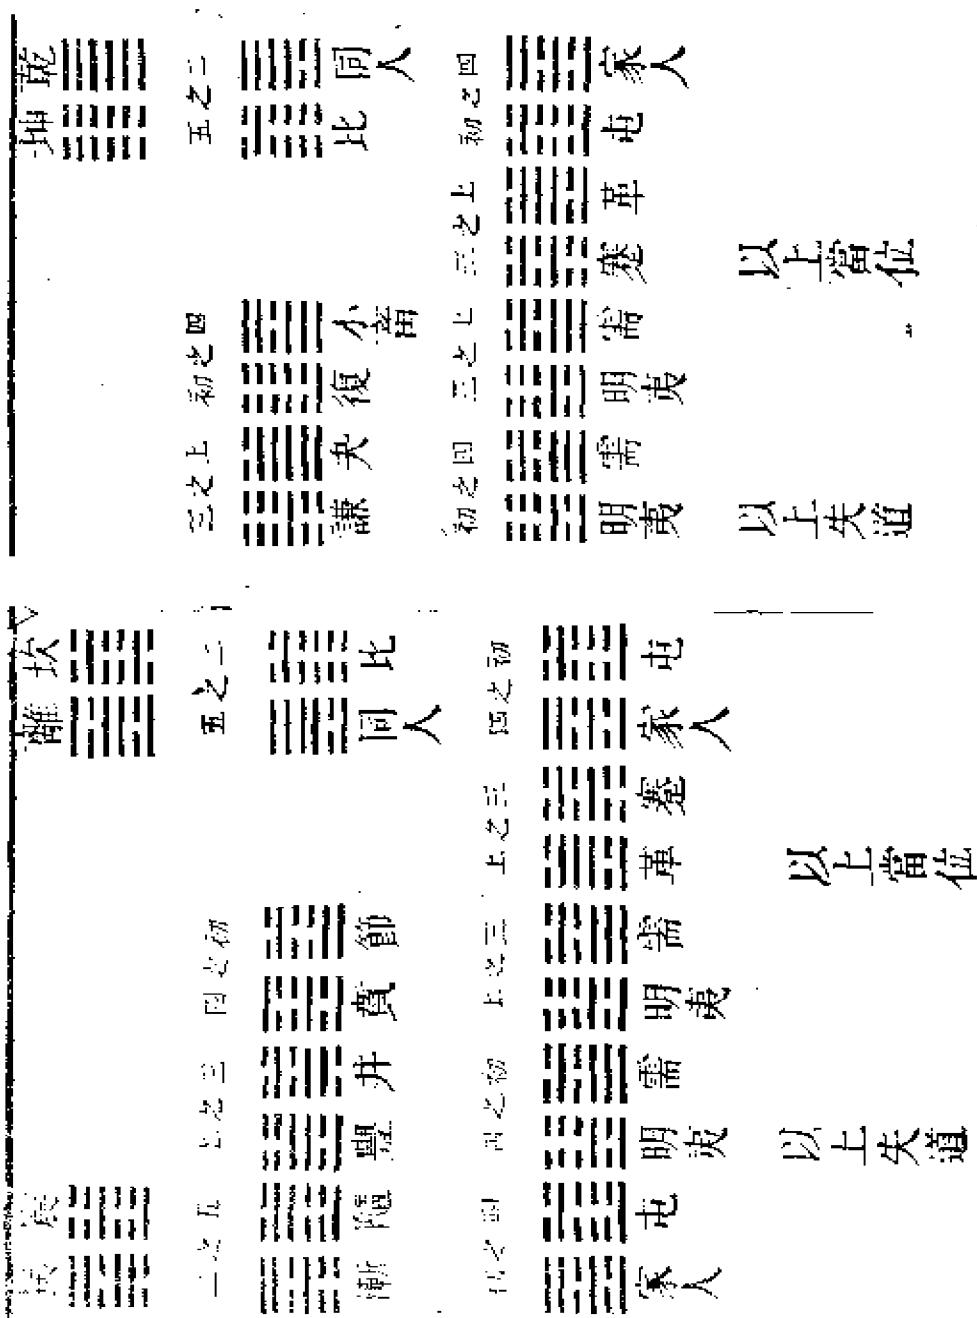 乾
坤
五之二
同人
比
初之四
小畜
復
三之上
夬
謙
初之四
家人
屯
三之上
革
蹇
以上當位
三之上
需
明夷
初之四
需
明夷
以上失道
坎
離
五之二
比
同人
四之初
節
賁
上之三
井
豐
二之五
隨
漸
四之初
屯
家人
上之三
蹇
革
以上當位
上之三
需
明夷
四之初
需
明夷
以上失道
屯
家人